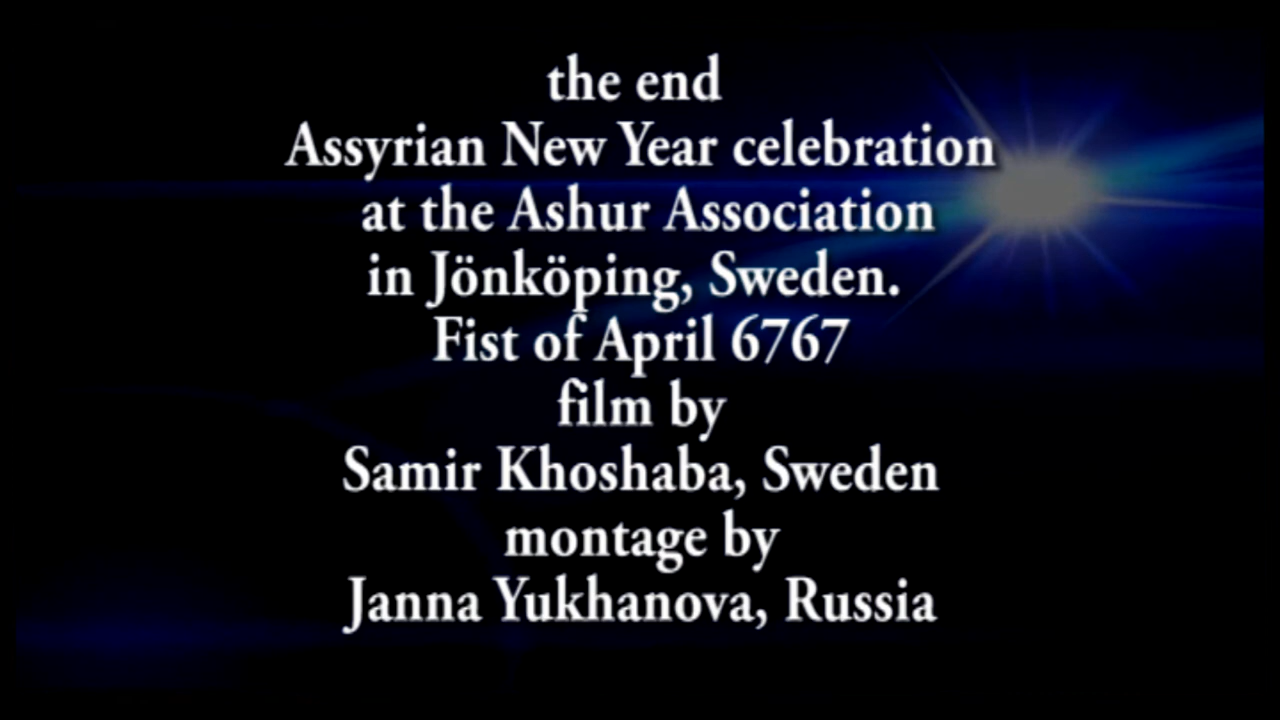 the end
Assyrian New Year celebration
at the Ashur Association
in Jönköping, Sweden.
Fist of April 6767
film by
Samir Khoshaba, Sweden
montage by
Janna Yukhanova, Russia